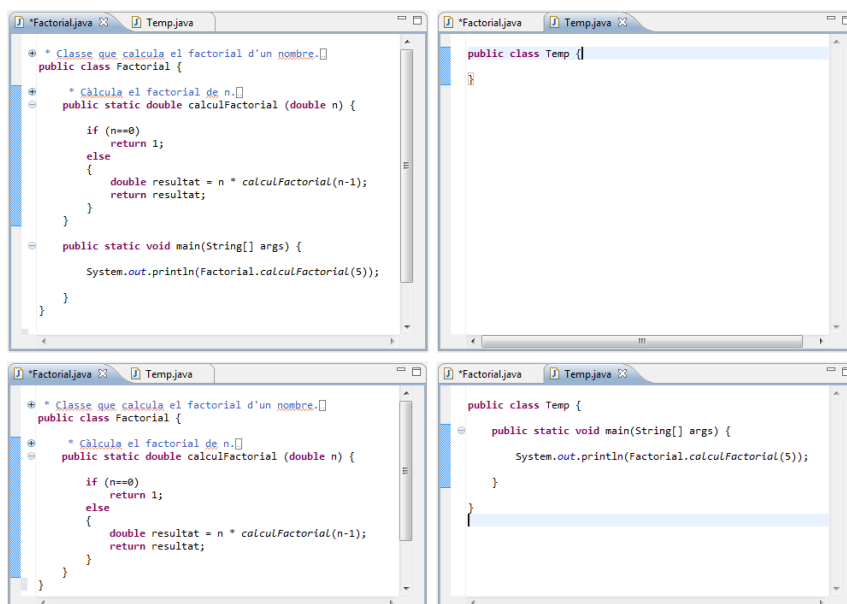 *Factorial.java Temp.java
* Classe que calcula el factorial d'un nombre.
public class Factorial {
* Càlcula el factorial de n.
public static double calculFactorial (double n) {
if (n==0)
return 1;
else
{
double resultat = n * calculFactorial(n-1);
return resultat;
}
}
public static void main(String[] args) {
System.out.println(Factorial.calculFactorial(5));
}
}
*Factorial.java Temp.java
public class Temp {
}
*Factorial.java Temp.java
* Classe que calcula el factorial d'un nombre.
public class Factorial {
* Càlcula el factorial de n.
public static double calculFactorial (double n) {
if (n==0)
return 1;
else
{
double resultat = n * calculFactorial(n-1);
return resultat;
}
}
}
*Factorial.java Temp.java
public class Temp {
public static void main(String[] args) {
System.out.println(Factorial.calculFactorial(5));
}
}